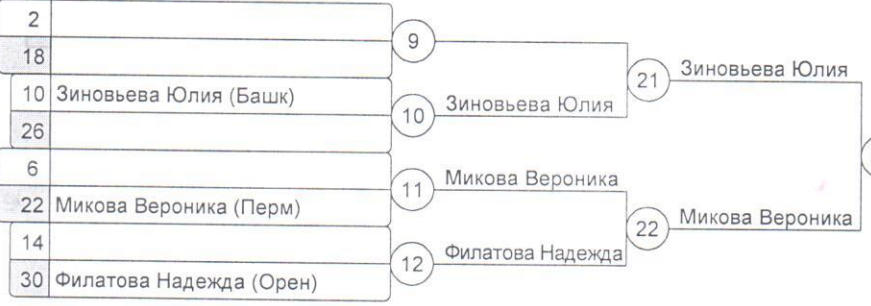 2
9
18
21 Зиновьева Юлия
10 Зиновьева Юлия (Башк)
10 Зиновьева Юлия
26
6
11 Микова Вероника
22 Микова Вероника (Перм)
22 Микова Вероника
14
12 Филатова Надежда
30 Филатова Надежда (Орен)